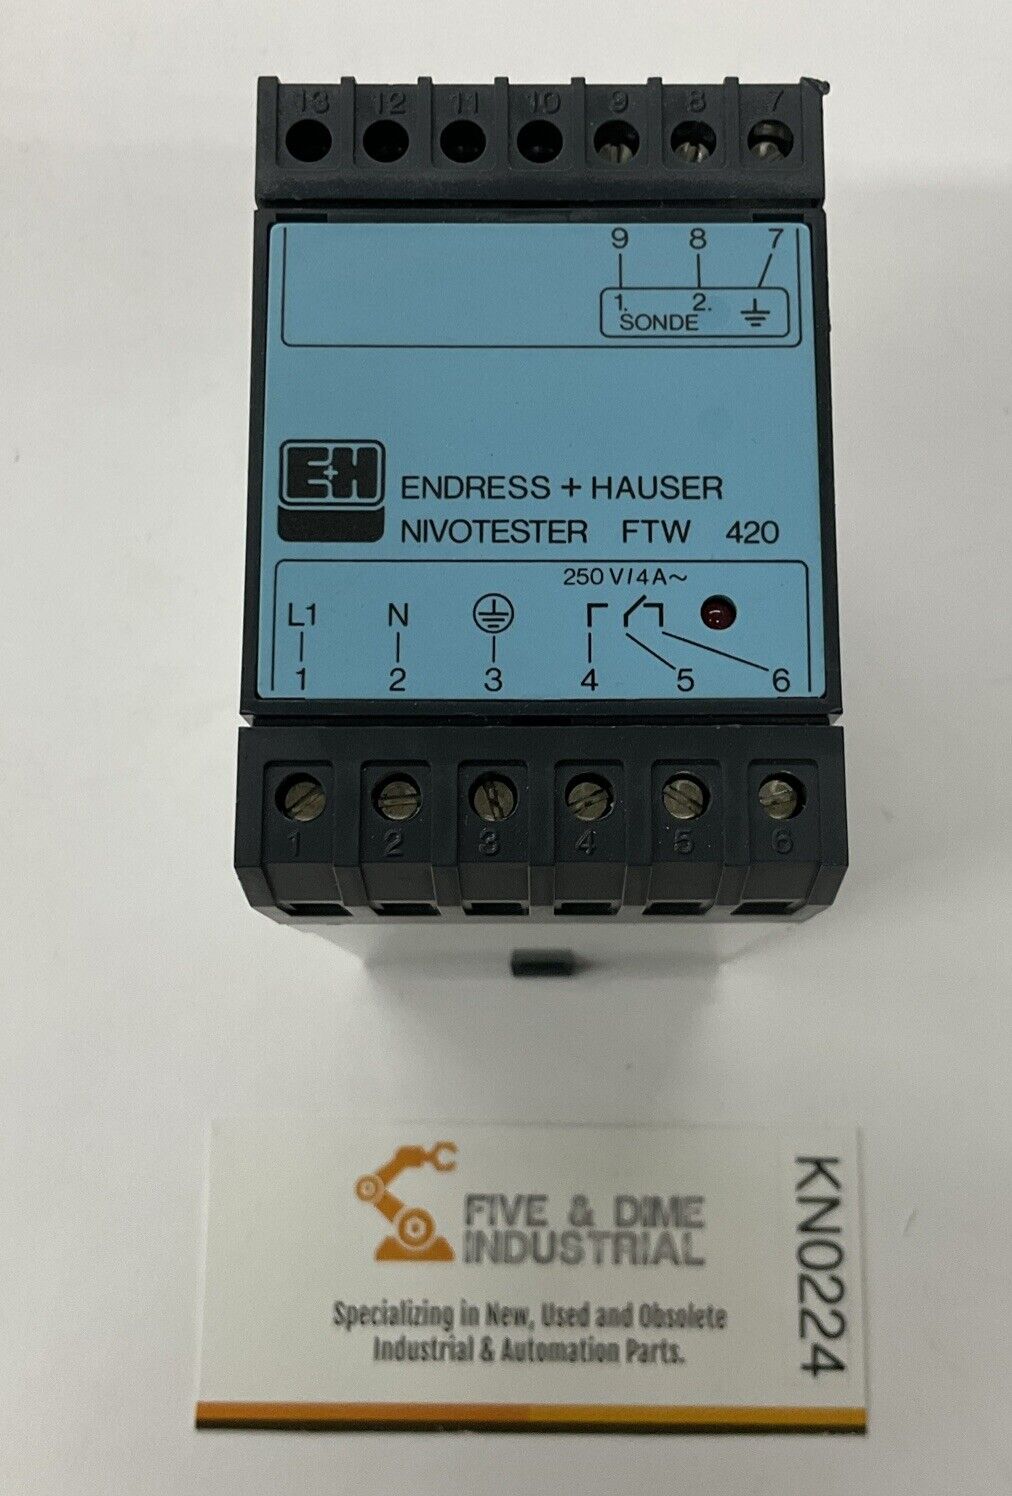 13 12 11 10 9 8 7
9 8 7
1. 2.
SONDE
E+H
ENDRESS + HAUSER
NIVOTESTER FTW 420
250 V/4 A~
L1 N
1 2 3 4 5 6
1 2 3 4 5 6
FIVE & DIME
INDUSTRIAL
Specializing in New, Used and Obsolete
Industrial & Automation Parts.
KN0224